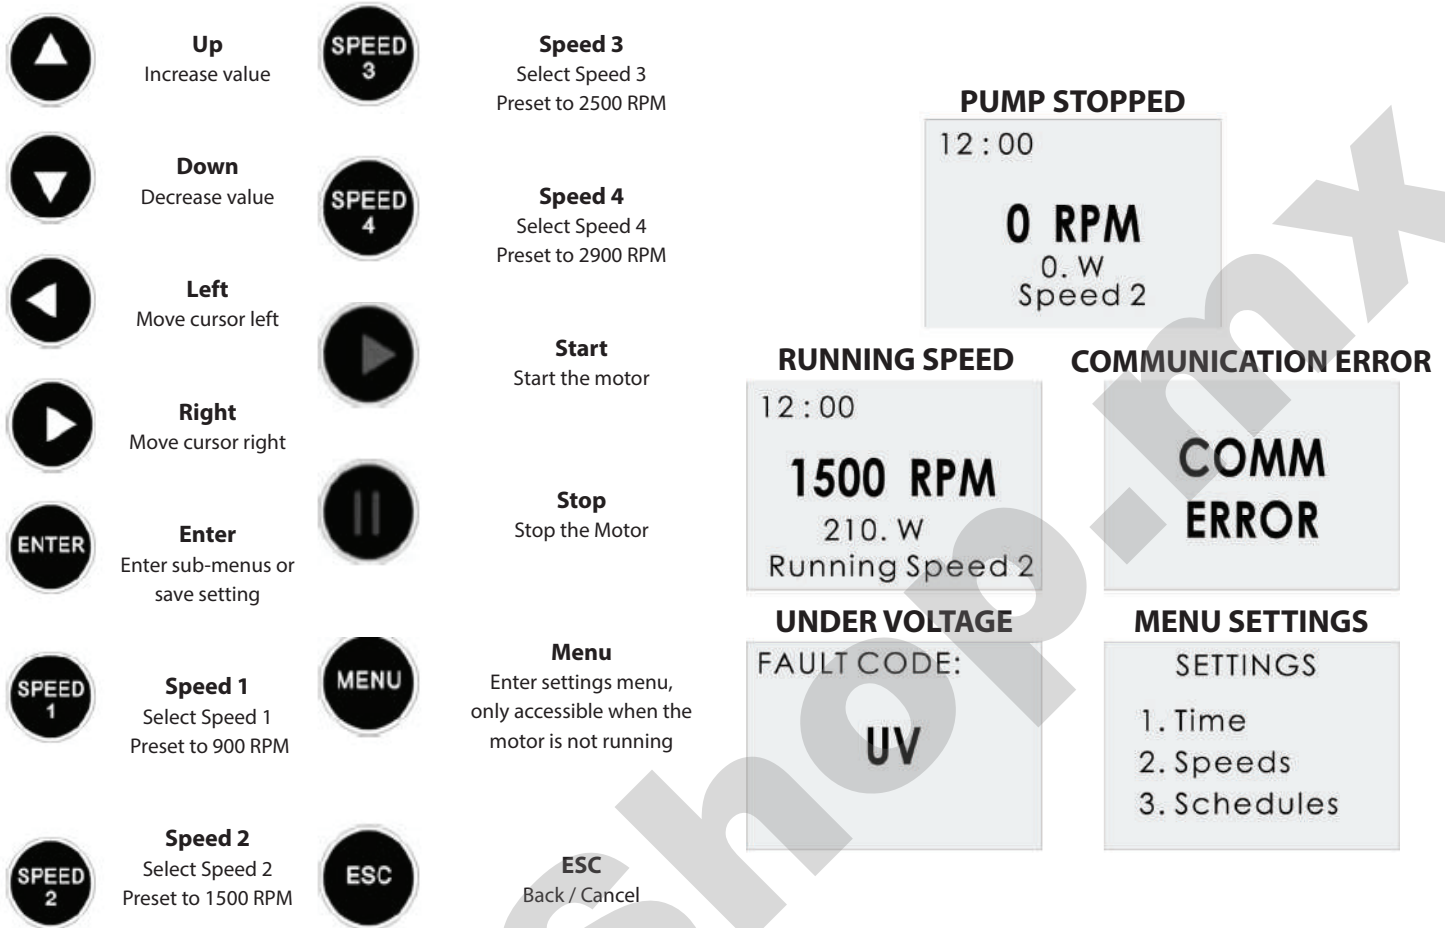 Up
Increase value
Down
Decrease value
Left
Move cursor left
Right
Move cursor right
ENTER
Enter
Enter sub-menus or
save setting
SPEED
1
Speed 1
Select Speed 1
Preset to 900 RPM
SPEED
2
Speed 2
Select Speed 2
Preset to 1500 RPM
SPEED
3
Speed 3
Select Speed 3
Preset to 2500 RPM
SPEED
4
Speed 4
Select Speed 4
Preset to 2900 RPM
Start
Start the motor
Stop
Stop the Motor
MENU
Menu
Enter settings menu,
only accessible when the
motor is not running
ESC
ESC
Back / Cancel
PUMP STOPPED
12:00
0 RPM
0. W
Speed 2
RUNNING SPEED
12:00
1500 RPM
210. W
Running Speed 2
COMMUNICATION ERROR
COMM
ERROR
UNDER VOLTAGE
FAULT CODE:
UV
MENU SETTINGS
SETTINGS
1. Time
2. Speeds
3. Schedules
shop.mx